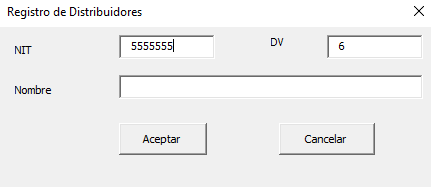 Registro de Distribuidores
NIT 5555555 DV 6
Nombre
Aceptar Cancelar